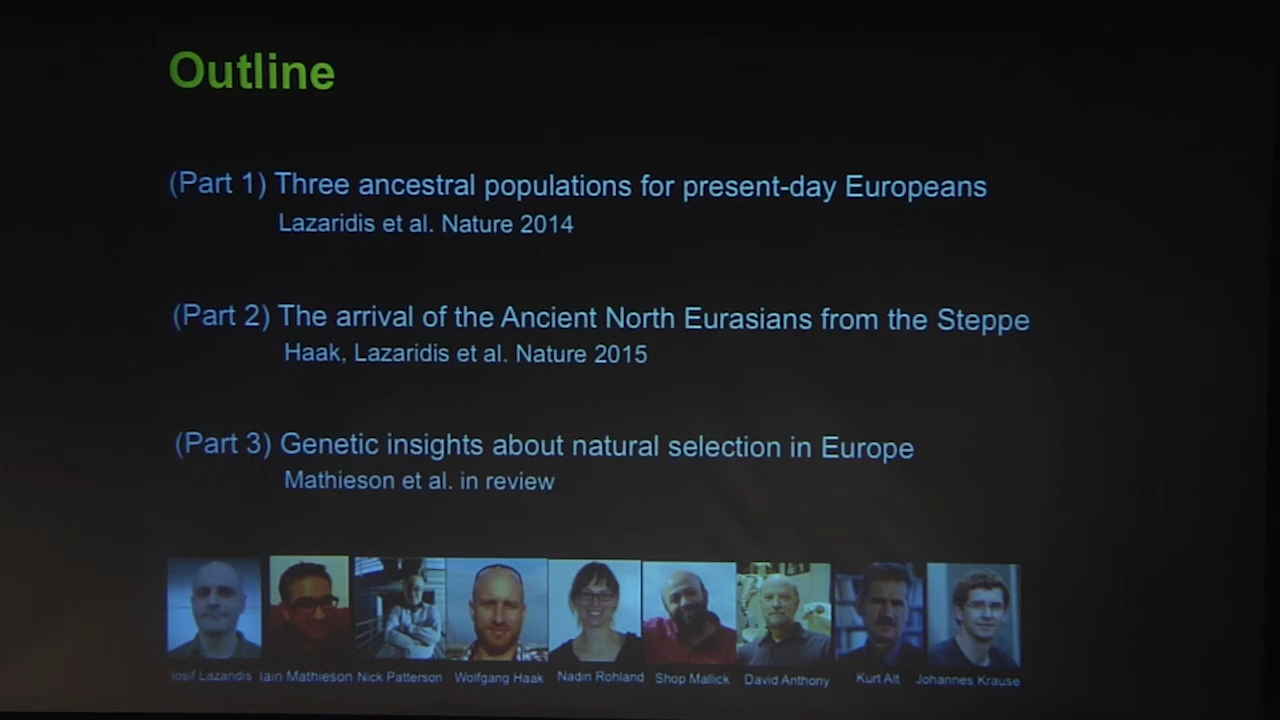 Outline
(Part 1) Three ancestral populations for present-day Europeans
Lazaridis et al. Nature 2014
(Part 2) The arrival of the Ancient North Eurasians from the Steppe
Haak, Lazaridis et al. Nature 2015
(Part 3) Genetic insights about natural selection in Europe
Mathieson et al. in review
Iosif Lazaridis Iain Mathieson Nick Patterson Wolfgang Haak Nadin Rohland Shop Mallick David Anthony Kurt Alt Johannes Krause